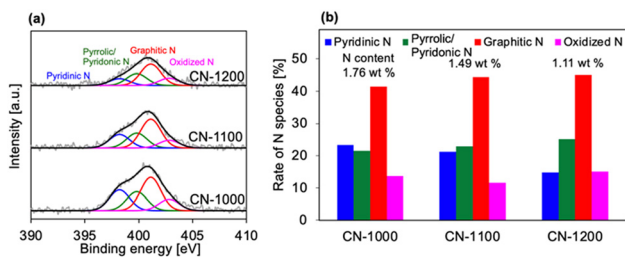 (a)
Pyrrolic/
Pyridonic N
Graphitic N
Pyridinic N
Oxidized N
CN-1200
CN-1100
CN-1000
Intensity [a.u.]
390 395 400 405 410
Binding energy [eV]
(b)
Pyridinic N Pyrrolic/ Graphitic N Oxidized N
Pyridonic N
N content
1.76 wt % 1.49 wt % 1.11 wt %
Rate of N species [%]
60
50
40
30
20
10
0
CN-1000 CN-1100 CN-1200